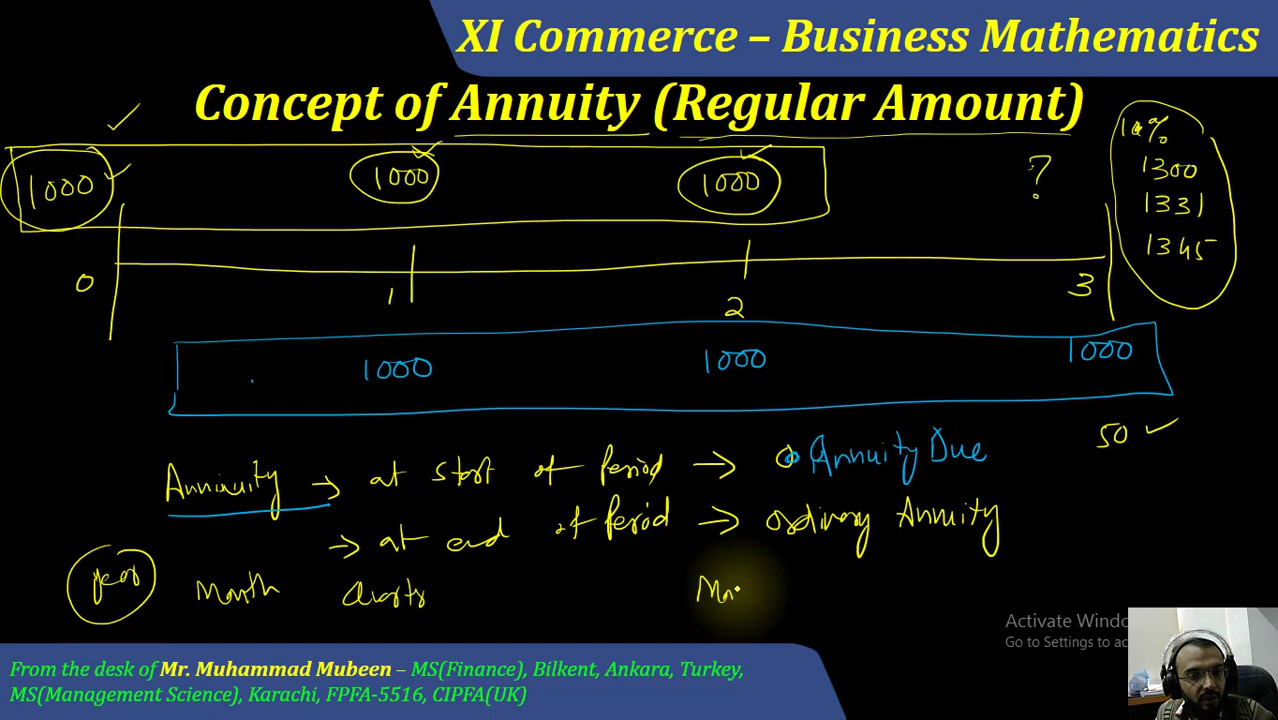 XI Commerce – Business Mathematics
Concept of Annuity (Regular Amount)
10%
1000 1000 1000 ? 1300
1331
1345
0 1 2 3
1000 1000 1000
50
Annuity → at start of period → Annuity Due
→ at end of period → ordinary Annuity
year Month
Activate Windo
Go to Settings to ac
From the desk of Mr. Muhammad Mubeen – MS(Finance), Bilkent, Ankara, Turkey,
MS(Management Science), Karachi, FPFA-5516, CIPFA(UK)